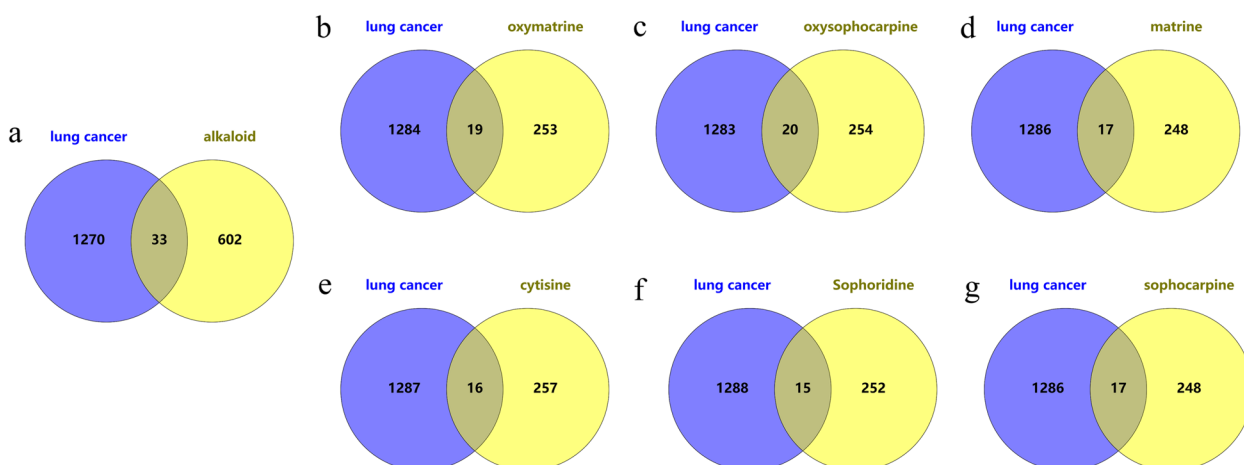 a
lung cancer alkaloid
1270 33 602
b
lung cancer oxymatrine
1284 19 253
c
lung cancer oxysophocarpine
1283 20 254
d
lung cancer matrine
1286 17 248
e
lung cancer cytisine
1287 16 257
f
lung cancer Sophoridine
1288 15 252
g
lung cancer sophocarpine
1286 17 248